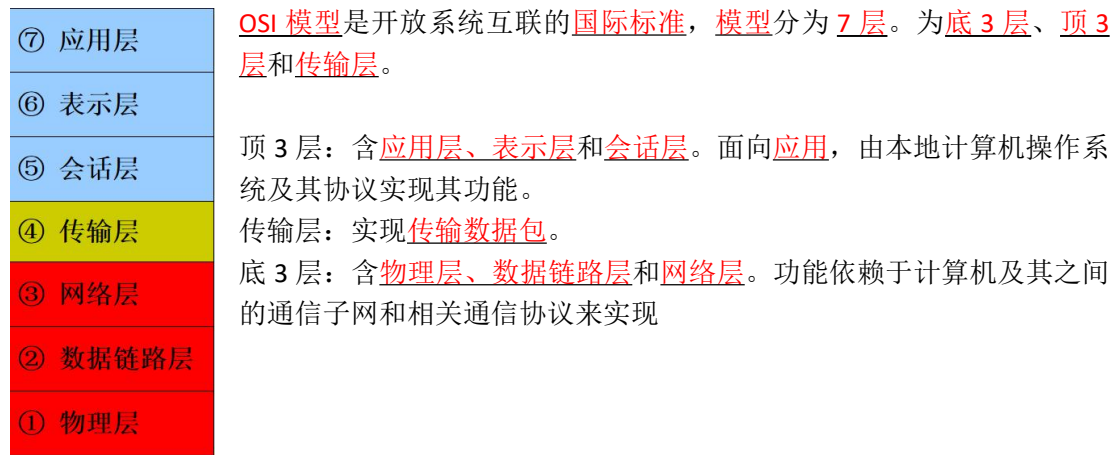 ⑦ 应用层
⑥ 表示层
⑤ 会话层
④ 传输层
③ 网络层
② 数据链路层
① 物理层
OSI 模型是开放系统互联的国际标准，模型分为 7 层。为底 3 层、顶 3
层和传输层。
顶 3 层：含应用层、表示层和会话层。面向应用，由本地计算机操作系
统及其协议实现其功能。
传输层：实现传输数据包。
底 3 层：含物理层、数据链路层和网络层。功能依赖于计算机及其之间
的通信子网和相关通信协议来实现